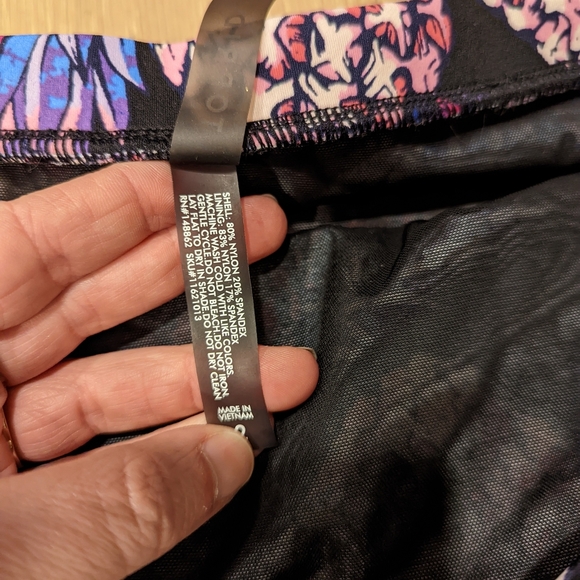 SHELL: 80% NYLON 20% SPANDEX
LINING: 83% NYLON 17% SPANDEX
MACHINE WASH COLD WITH LIKE COLORS.
GENTLE CYCLE.DO NOT BLEACH.DO NOT IRON.
LAY FLAT TO DRY IN SHADE.DO NOT DRY CLEAN
RN#148862 SKU#11621013
MADE IN
VIETNAM